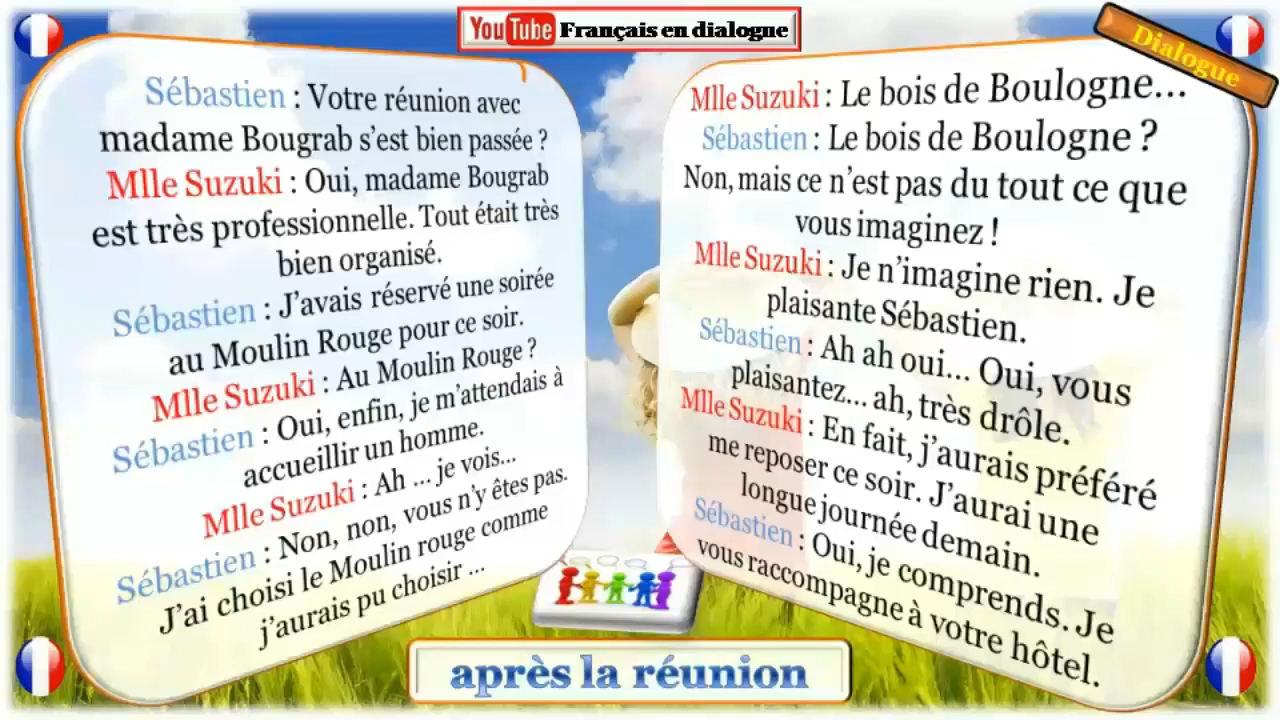 YouTube Français en dialogue
Dialogue
Sébastien : Votre réunion avec
madame Bougrab s'est bien passée ?
Mlle Suzuki : Oui, madame Bougrab
est très professionnelle. Tout était très
bien organisé.
Sébastien : J'avais réservé une soirée
au Moulin Rouge pour ce soir.
Mlle Suzuki : Au Moulin Rouge ?
Sébastien : Oui, enfin, je m'attendais à
accueillir un homme.
Mlle Suzuki : Ah ... je vois...
Sébastien : Non, non, vous n'y êtes pas.
J'ai choisi le Moulin rouge comme
j'aurais pu choisir ...
Mlle Suzuki : Le bois de Boulogne...
Sébastien : Le bois de Boulogne ?
Non, mais ce n'est pas du tout ce que
vous imaginez !
Mlle Suzuki : Je n'imagine rien. Je
plaisante Sébastien.
Sébastien : Ah ah oui... Oui, vous
plaisantez... ah, très drôle.
Mlle Suzuki : En fait, j'aurais préféré
me reposer ce soir. J'aurai une
longue journée demain.
Sébastien : Oui, je comprends. Je
vous raccompagne à votre hôtel.
après la réunion